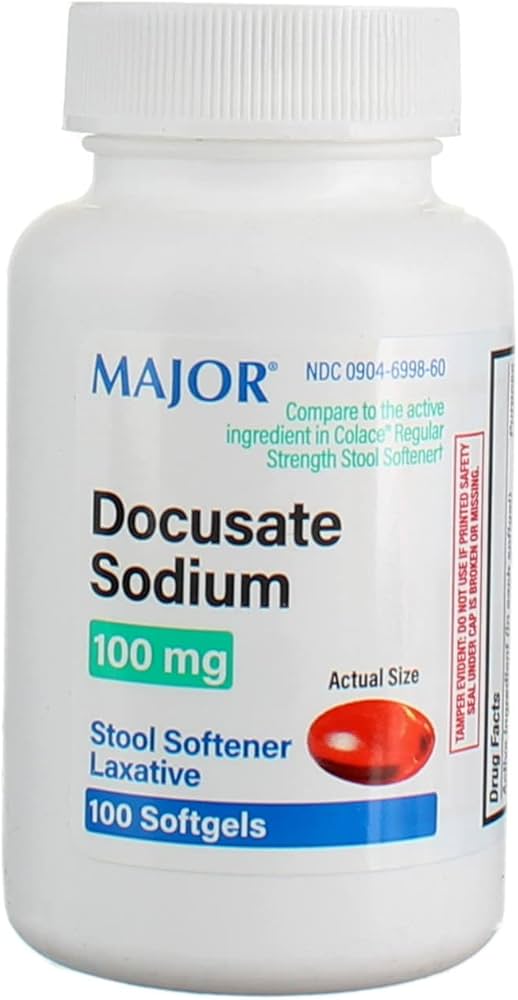 MAJOR®
NDC 0904-6998-60
Compare to the active
ingredient in Colace® Regular
Strength Stool Softener†
Docusate
Sodium
100 mg
Actual Size
Stool Softener
Laxative
100 Softgels
TAMPER EVIDENT: DO NOT USE IF PRINTED SAFETY
SEAL UNDER CAP IS BROKEN OR MISSING.
Drug Facts